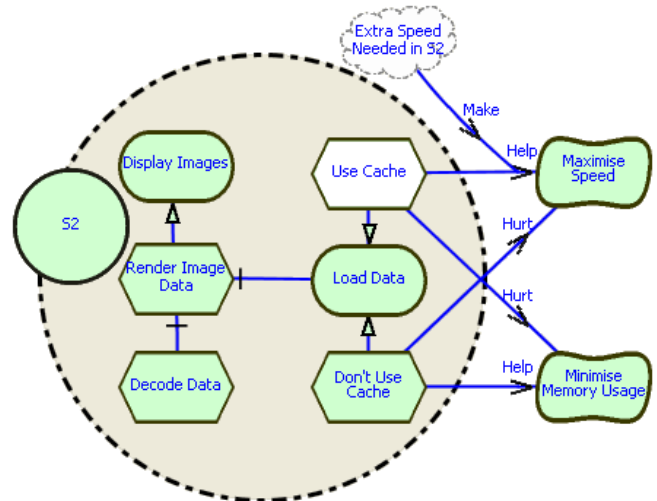 Extra Speed
Needed in S2
Make
Help
Display Images
Use Cache
Maximise
Speed
S2
Hurt
Render Image
Data
Load Data
Hurt
Decode Data
Don't Use
Cache
Help
Minimise
Memory Usage